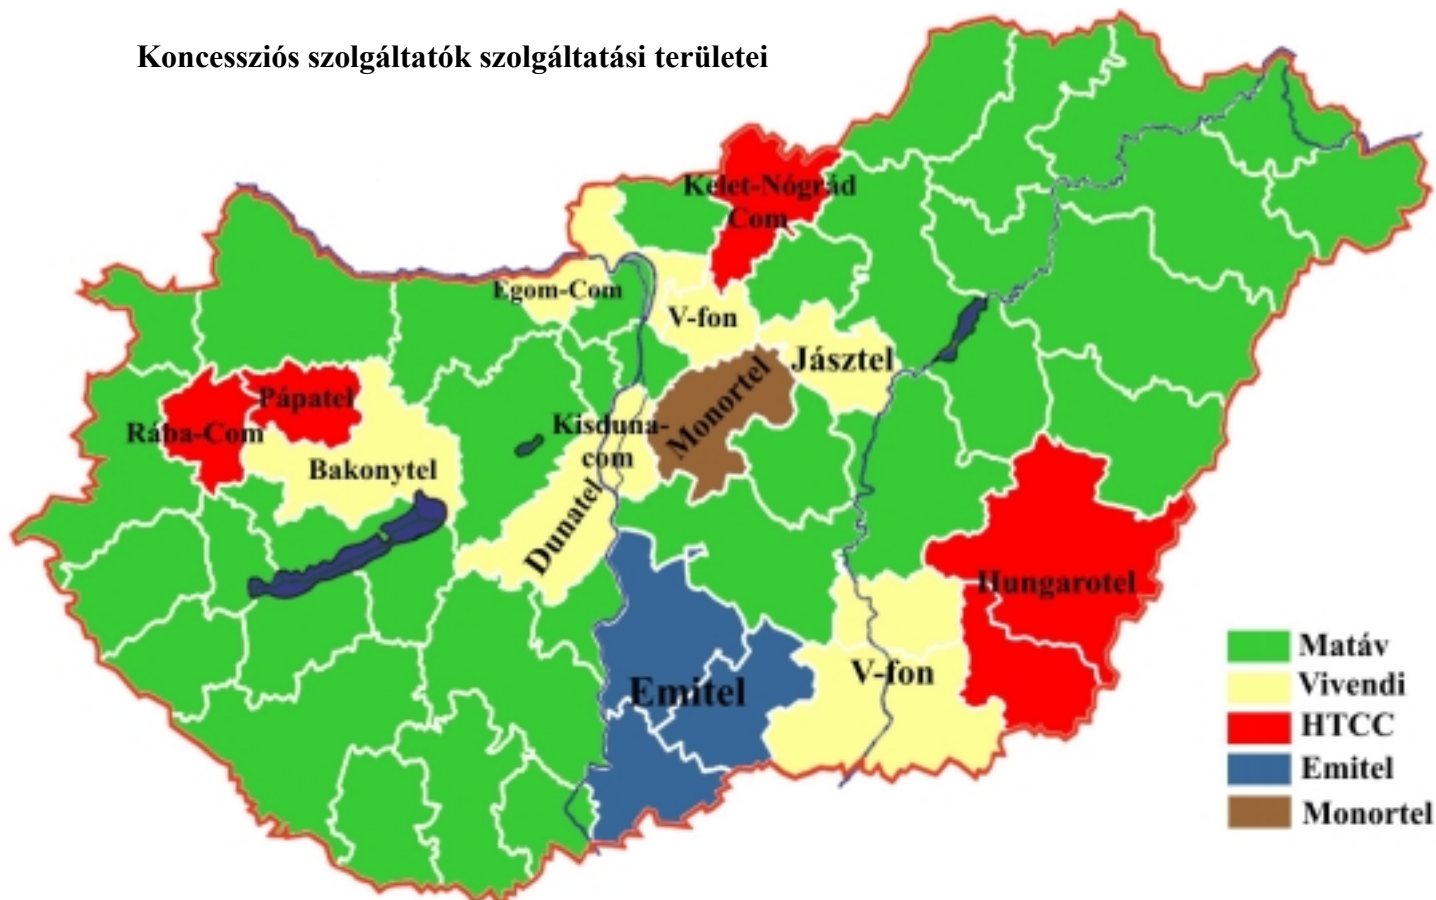 Koncessziós szolgáltatók szolgáltatási területei
Kelet-Nógrád
Com
Egom-Com
V-fon
Jásztel
Pápatel
Rába-Com
Monortel
Kisduna-
com
Bakonytel
Dunatel
Hungarotel
V-fon
Emitel
Matáv
Vivendi
HTCC
Emitel
Monortel